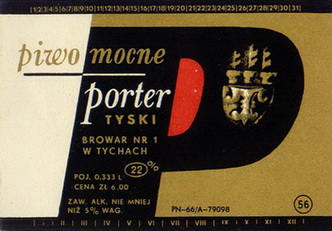 |1|2|3|4|5|6|7|8|9|10|11|12|13|14|15|16|17|18|19|20|21|22|23|24|25|26|27|28|29|30|31|
piwo mocne
porter
TYSKI
BROWAR NR 1
W TYCHACH
22 o/o
POJ. 0,333 L
CENA ZŁ 6.00
ZAW. ALK. NIE MNIEJ
NIŻ 5% WAG.
PN-66/A-79098
56
I II III IV V VI VII VIII IX X XI XII